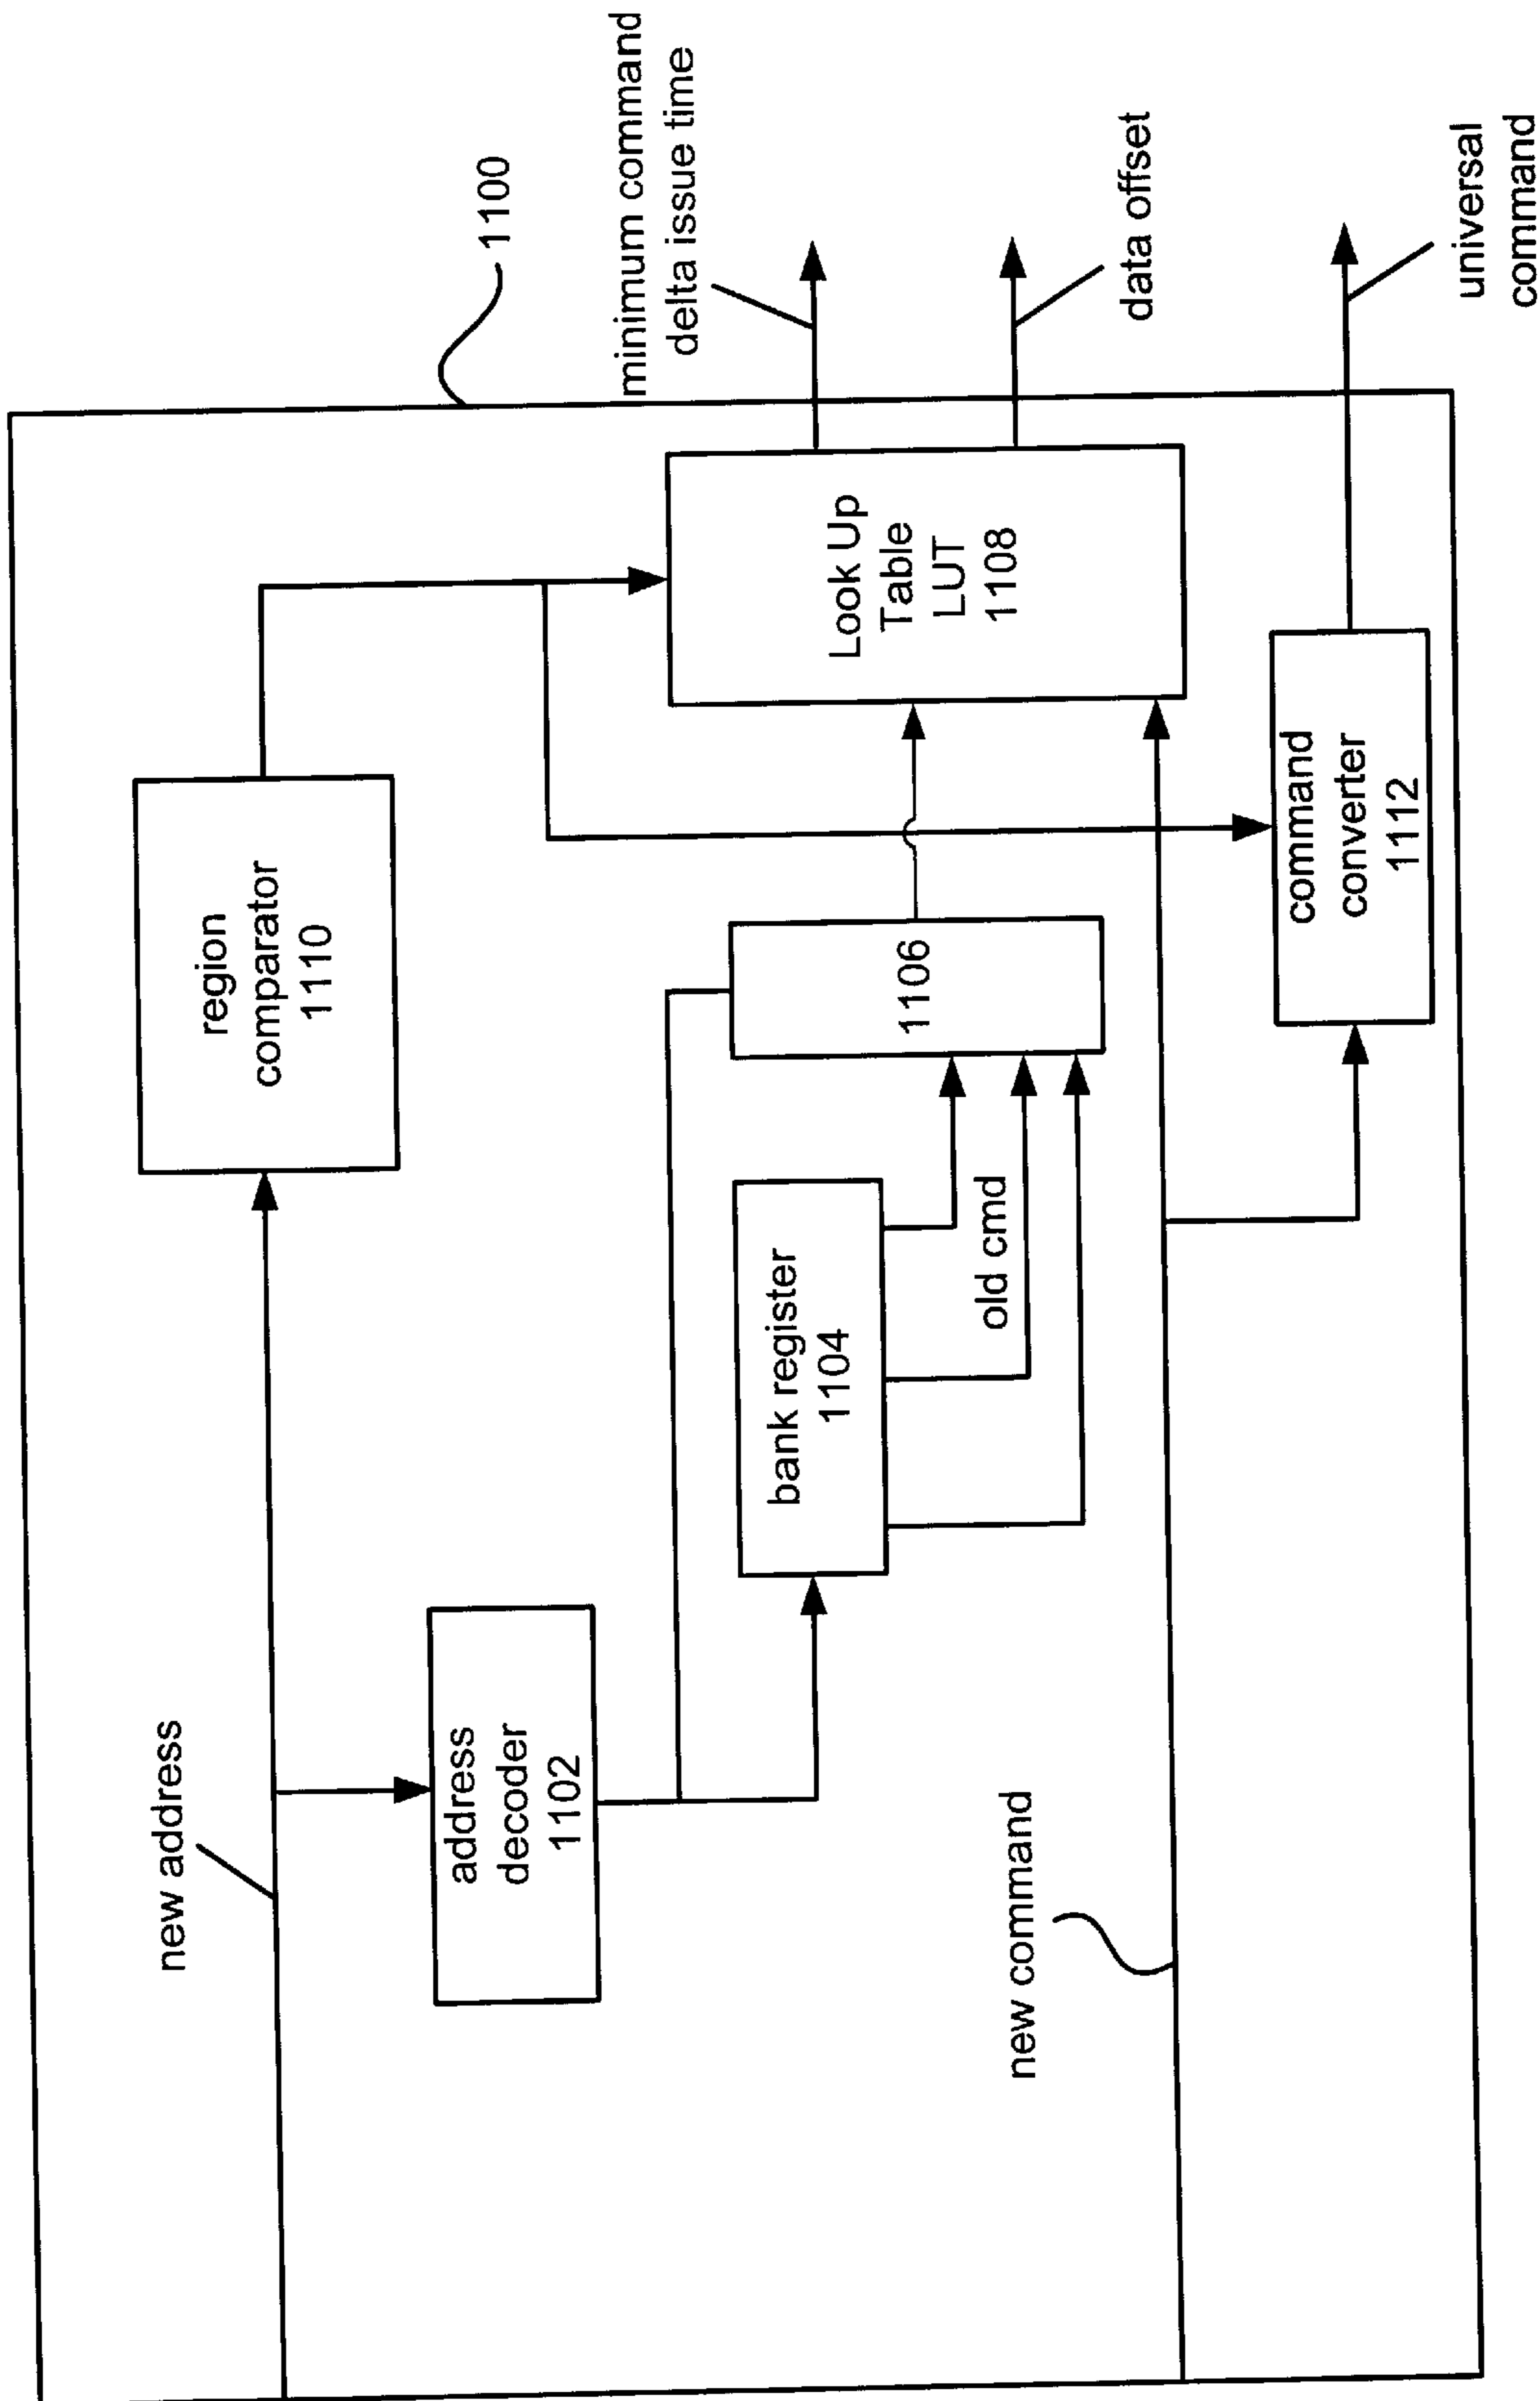 1100
minimum command
delta issue time
data offset
universal
command
region
comparator
1110
Look Up
Table
LUT
1108
command
converter
1112
1106
bank register
1104
old cmd
new address
address
decoder
1102
new command